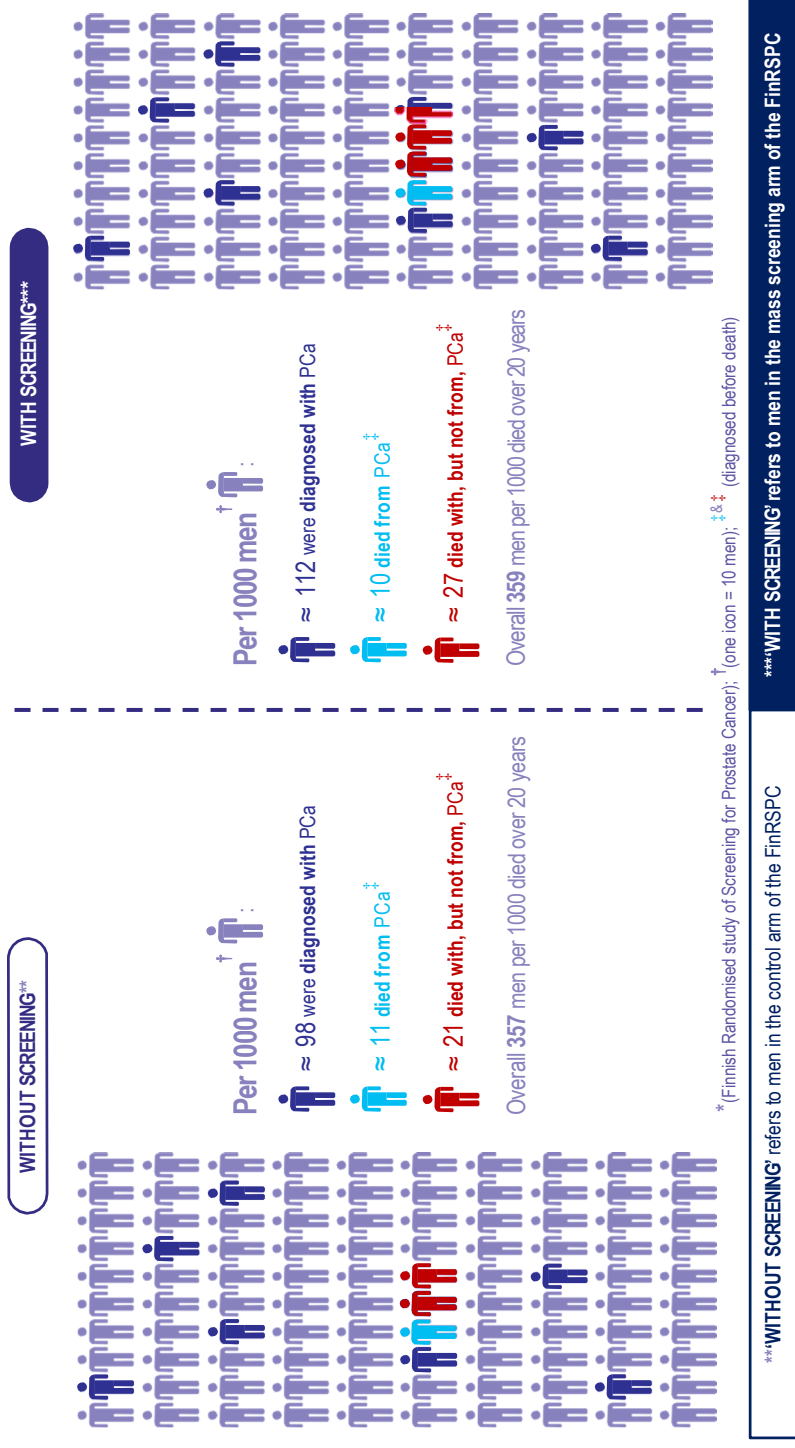 WITHOUT SCREENING**
Per 1000 men † :
≈ 98 were diagnosed with PCa
≈ 11 died from PCa‡
≈ 21 died with, but not from, PCa‡
Overall 357 men per 1000 died over 20 years
WITH SCREENING***
Per 1000 men † :
≈ 112 were diagnosed with PCa
≈ 10 died from PCa‡
≈ 27 died with, but not from, PCa‡
Overall 359 men per 1000 died over 20 years
*(Finnish Randomised study of Screening for Prostate Cancer); †(one icon = 10 men); ‡&‡ (diagnosed before death)
**‘WITHOUT SCREENING’ refers to men in the control arm of the FinRSPC
***‘WITH SCREENING’ refers to men in the mass screening arm of the FinRSPC